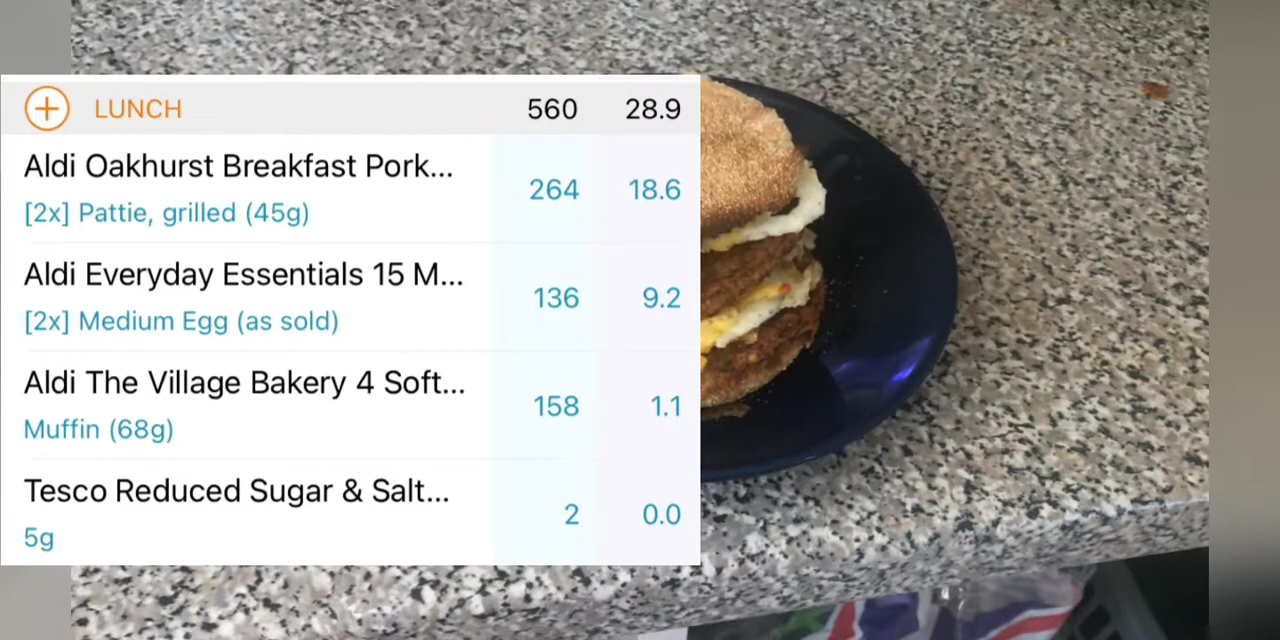 LUNCH 560 28.9
Aldi Oakhurst Breakfast Pork... 264 18.6
[2x] Pattie, grilled (45g)
Aldi Everyday Essentials 15 M... 136 9.2
[2x] Medium Egg (as sold)
Aldi The Village Bakery 4 Soft... 158 1.1
Muffin (68g)
Tesco Reduced Sugar & Salt... 2 0.0
5g